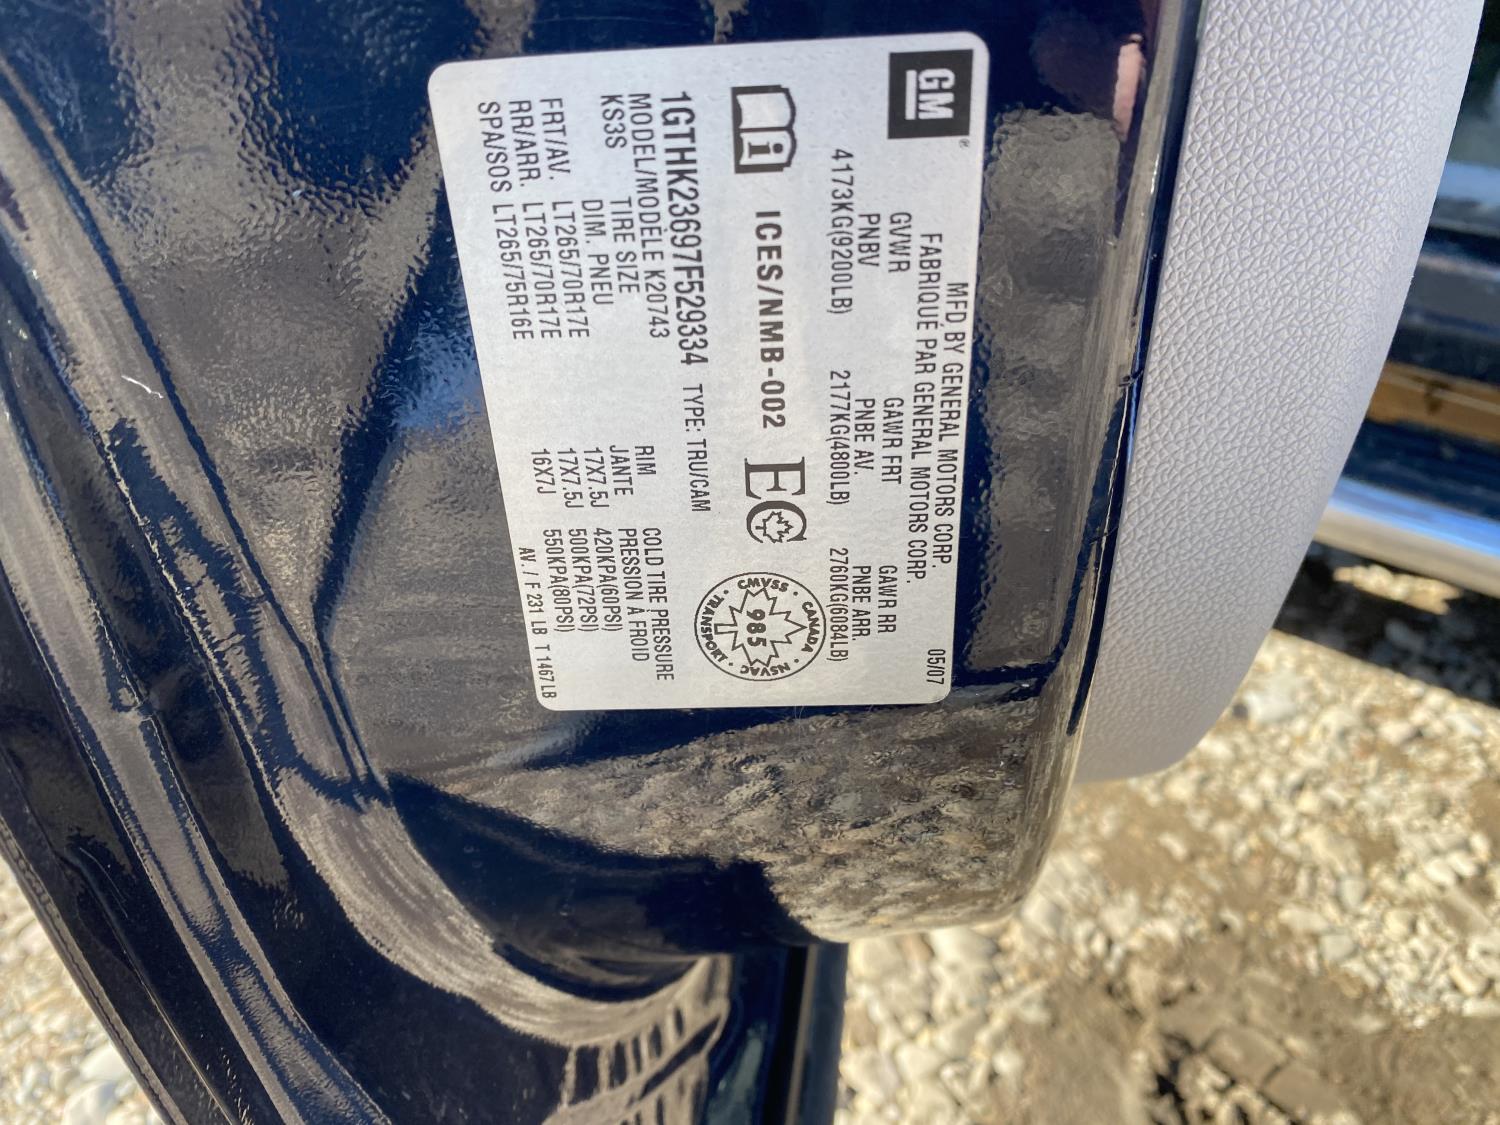 GM
®
MFD BY GENERAL MOTORS CORP. 05/07
FABRIQUÉ PAR GENERAL MOTORS CORP.
GVWR GAWR FRT GAWR RR
PNBV PNBE AV. PNBE ARR.
4173KG(9200LB) 2177KG(4800LB) 2760KG(6084LB)
i ICES/NMB-002 EC
CMVSS · CANADA · NSVAC · TRANSPORT ·
985
1GTHK23697F529334 TYPE: TRU/CAM
MODEL/MODÈLE K20743
KS3S TIRE SIZE RIM COLD TIRE PRESSURE
DIM. PNEU JANTE PRESSION À FROID
FRT/AV. LT265/70R17E 17X7.5J 420KPA(60PSI)
RR/ARR. LT265/70R17E 17X7.5J 500KPA(72PSI)
SPA/SOS LT265/75R16E 16X7J 550KPA(80PSI)
AV. / F 231 LB T 1467 LB